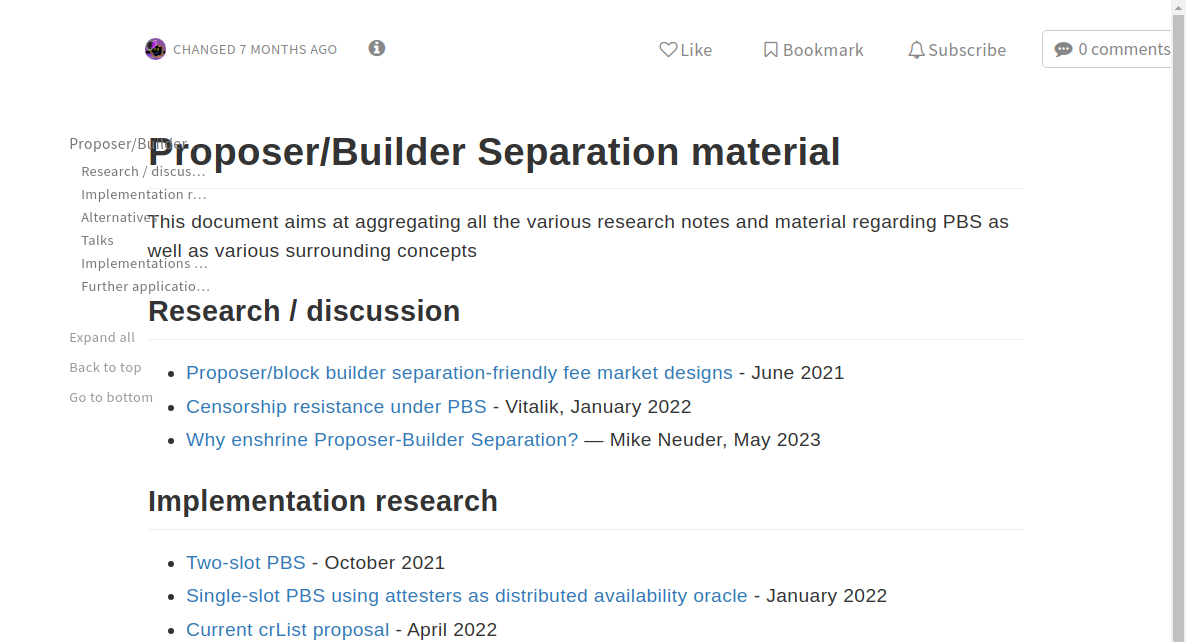 CHANGED 7 MONTHS AGO
Like
Bookmark
Subscribe
0 comments
Proposer/Builder …
Research / discus…
Implementation r…
Alternatives
Talks
Implementations …
Further applicatio…
Expand all
Back to top
Go to bottom
Proposer/Builder Separation material
This document aims at aggregating all the various research notes and material regarding PBS as
well as various surrounding concepts
Research / discussion
Proposer/block builder separation-friendly fee market designs - June 2021
Censorship resistance under PBS - Vitalik, January 2022
Why enshrine Proposer-Builder Separation? — Mike Neuder, May 2023
Implementation research
Two-slot PBS - October 2021
Single-slot PBS using attesters as distributed availability oracle - January 2022
Current crList proposal - April 2022